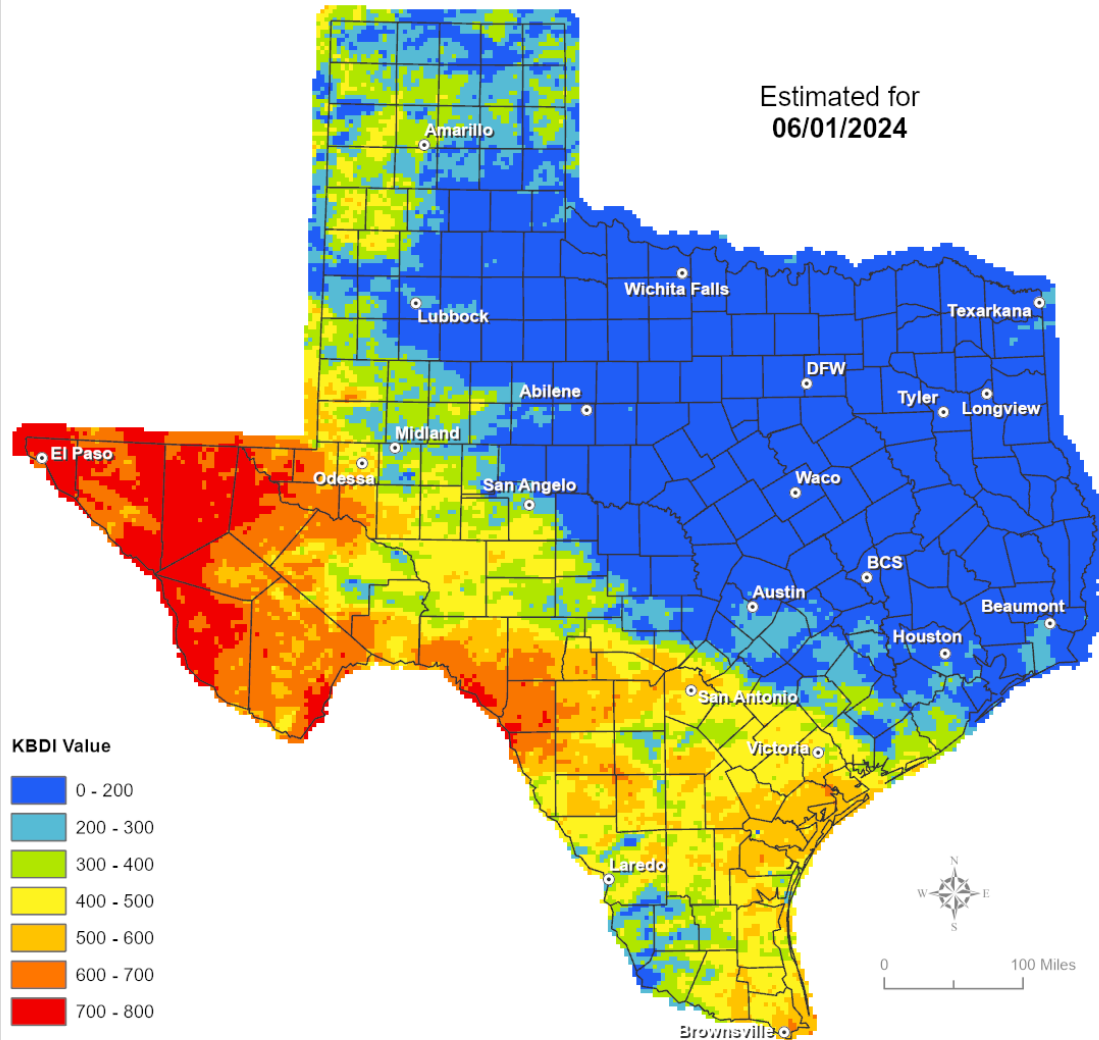 Estimated for
06/01/2024
Amarillo
Wichita Falls
Lubbock
Texarkana
DFW
Abilene
Tyler
Longview
Midland
El Paso
Odessa
San Angelo
Waco
BCS
Austin
Beaumont
Houston
San Antonio
Victoria
Laredo
Brownsville
KBDI Value
0 - 200
200 - 300
300 - 400
400 - 500
500 - 600
600 - 700
700 - 800
N
W E
S
0 100 Miles